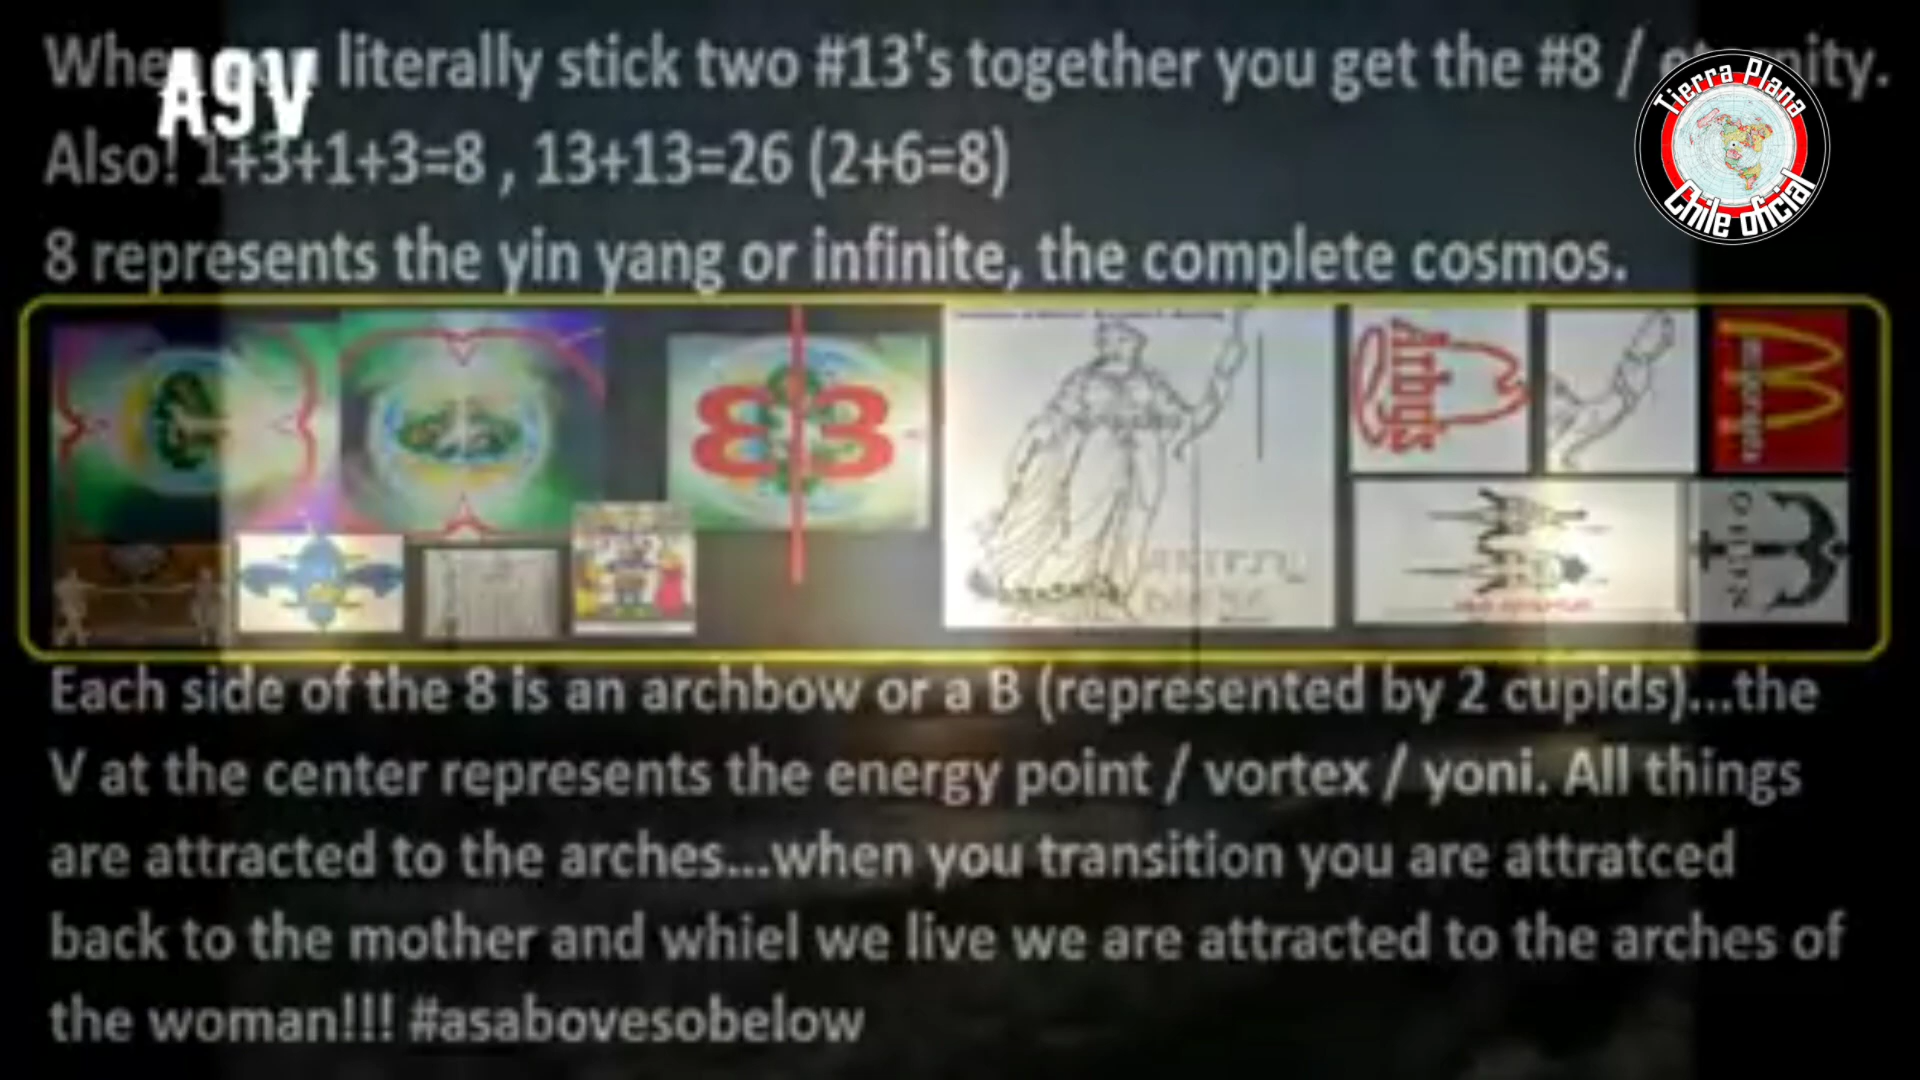 When literally stick two #13's together you get the #8 / eternity.
A9V
Tierra Plana
Chile oficial
Also! 1+3+1+3=8 , 13+13=26 (2+6=8)
8 represents the yin yang or infinite, the complete cosmos.
Arbys
Each side of the 8 is an archbow or a B (represented by 2 cupids)...the
V at the center represents the energy point / vortex / yoni. All things
are attracted to the arches...when you transition you are attratced
back to the mother and whiel we live we are attracted to the arches of
the woman!!! #asabovesobelow